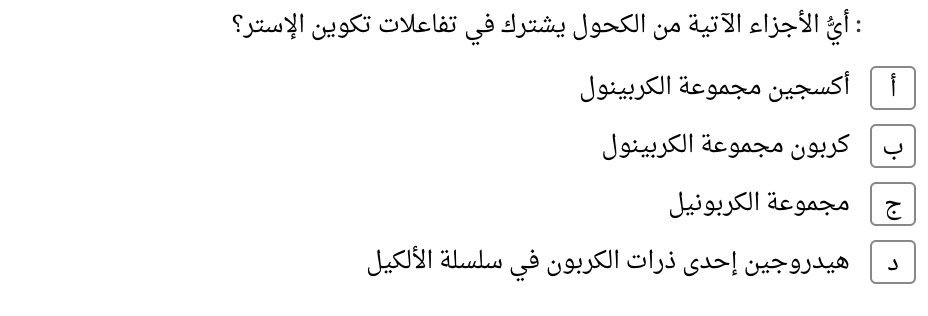 : أيُّ الأجزاء الآتية من الكحول يشترك في تفاعلات تكوين الإستر؟
أ أكسجين مجموعة الكربينول
ب كربون مجموعة الكربينول
ج مجموعة الكربونيل
د هيدروجين إحدى ذرات الكربون في سلسلة الألكيل